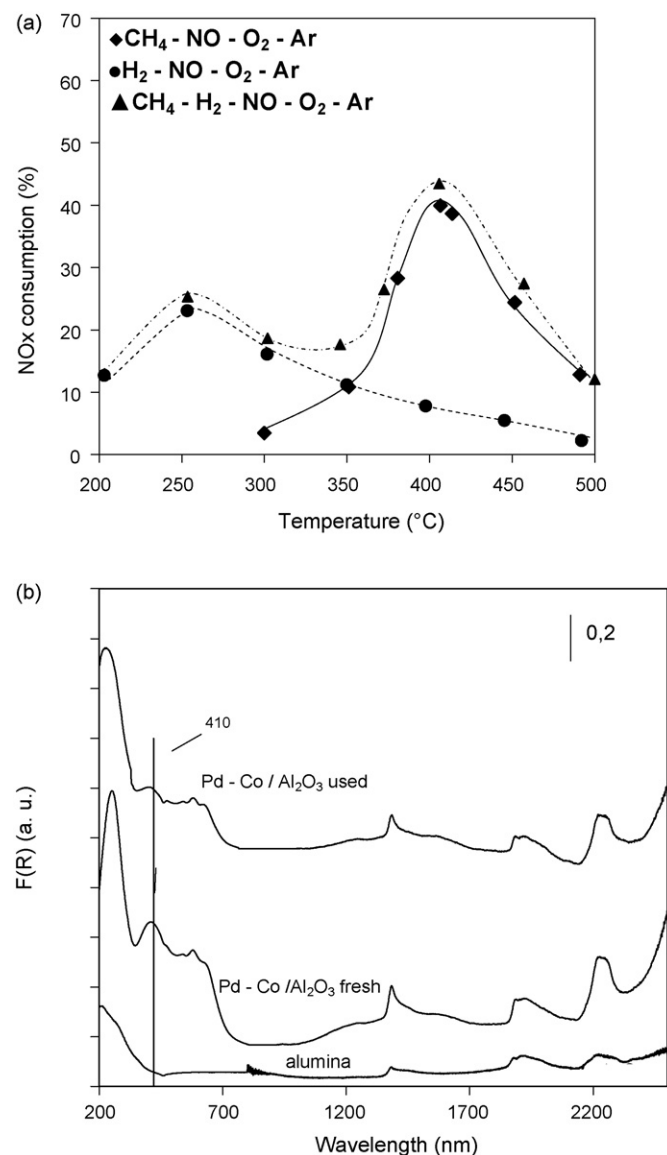 (a)
70
60
50
40
30
20
10
0
NOx consumption (%)
◆CH₄ - NO - O₂ - Ar
●H₂ - NO - O₂ - Ar
▲ CH₄ - H₂ - NO - O₂ - Ar
200 250 300 350 400 450 500
Temperature (°C)
(b)
0,2
410
Pd - Co / Al₂O₃ used
F(R) (a. u.)
Pd - Co /Al₂O₃ fresh
alumina
200 700 1200 1700 2200
Wavelength (nm)